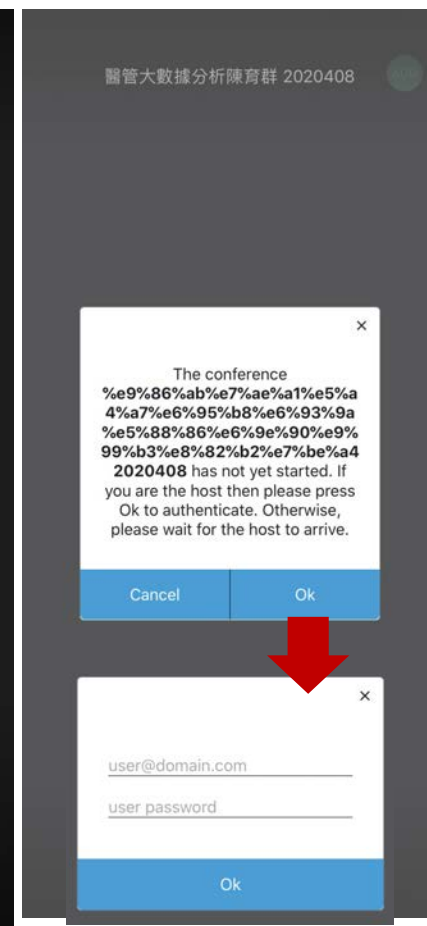 醫管大數據分析陳育群 2020408
×
The conference
%e9%86%ab%e7%ae%a1%e5%a
4%a7%e6%95%b8%e6%93%9a
%e5%88%86%e6%9e%90%e9%
99%b3%e8%82%b2%e7%be%a4
2020408 has not yet started. If
you are the host then please press
Ok to authenticate. Otherwise,
please wait for the host to arrive.
Cancel
Ok
×
user@domain.com
user password
Ok